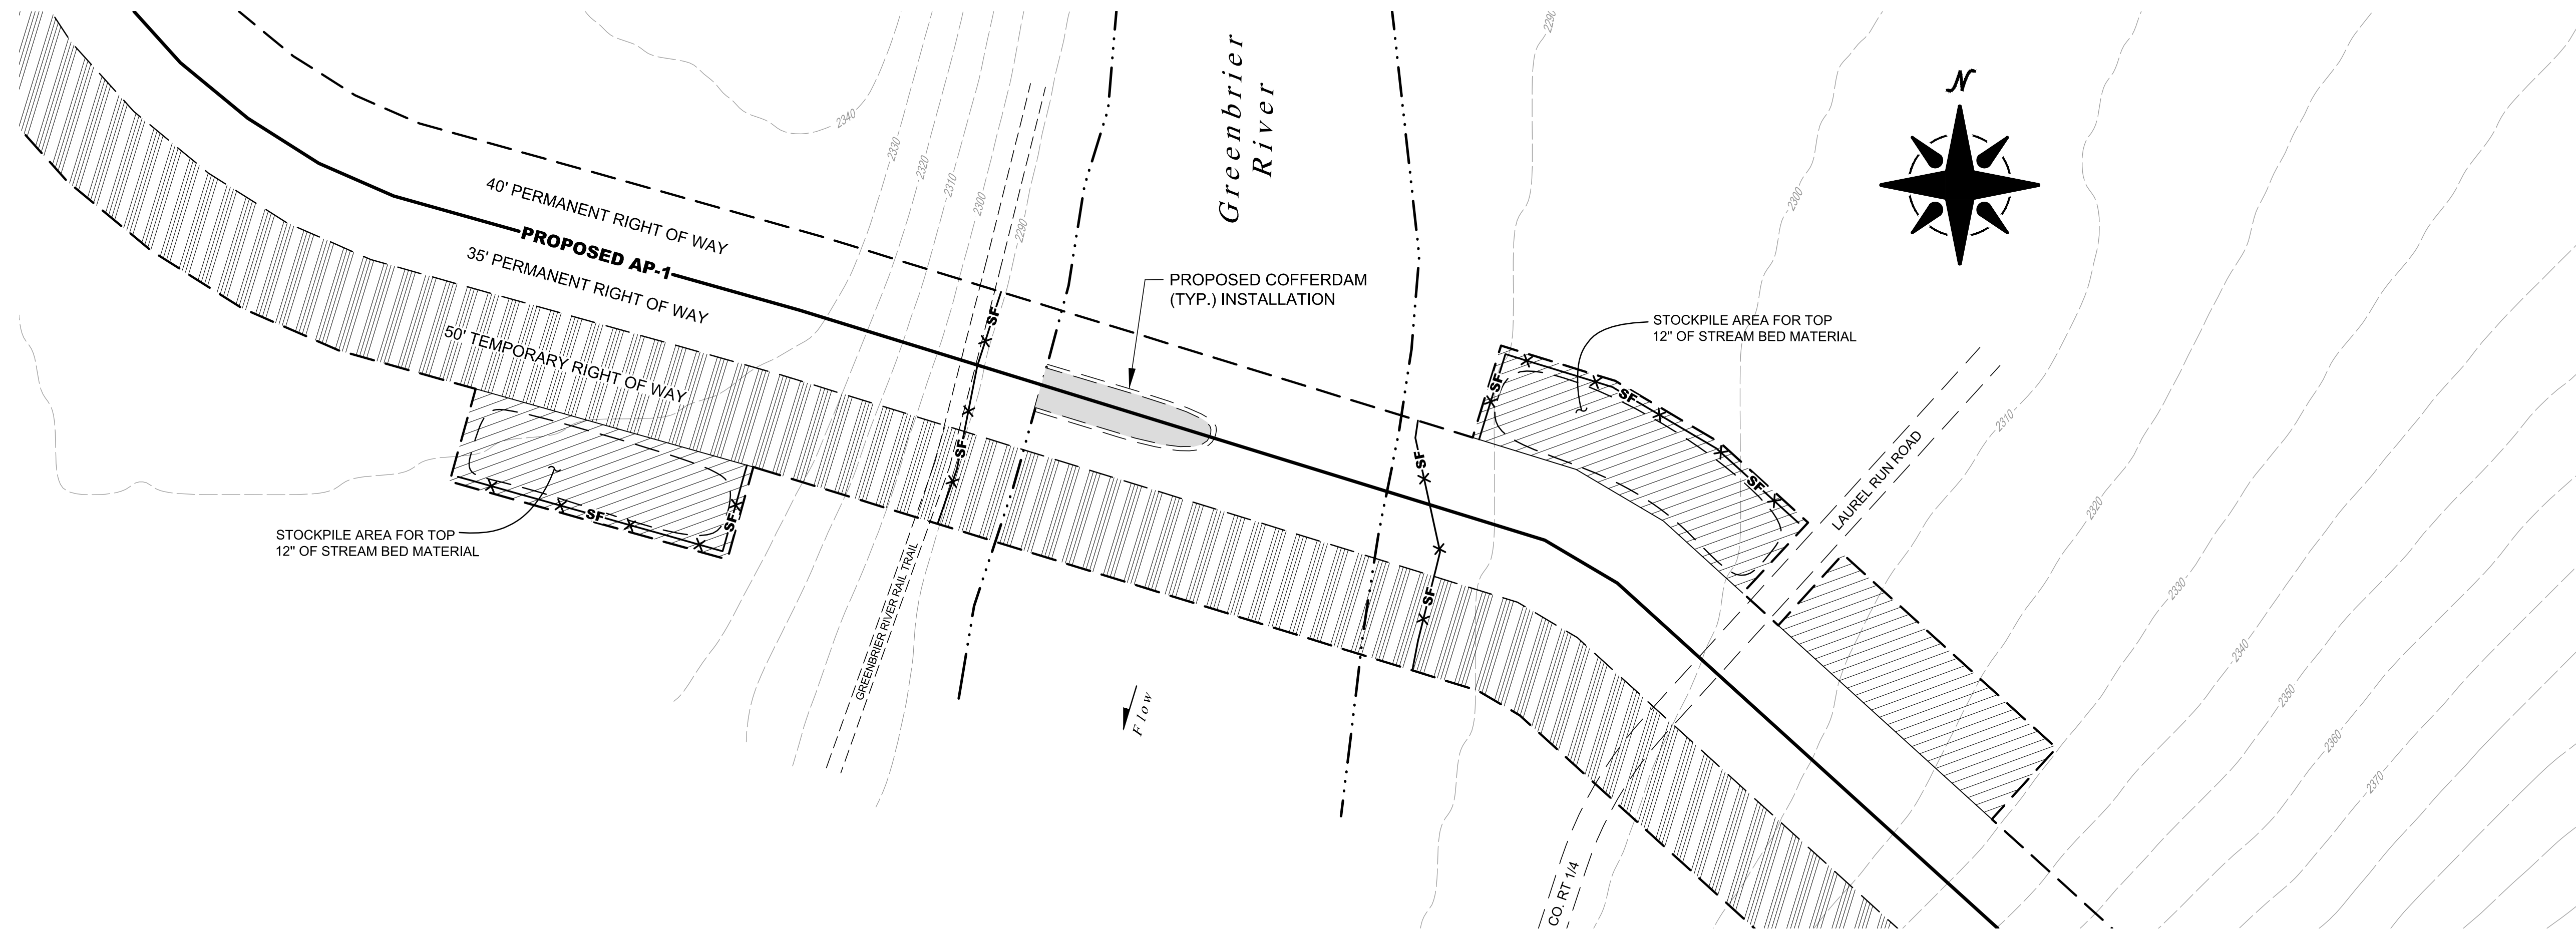 Greenbrier
River
N
2290
2340
2330
2320
2310
2300
2290
2300
40' PERMANENT RIGHT OF WAY
PROPOSED AP-1
35' PERMANENT RIGHT OF WAY
50' TEMPORARY RIGHT OF WAY
PROPOSED COFFERDAM
(TYP.) INSTALLATION
STOCKPILE AREA FOR TOP
12" OF STREAM BED MATERIAL
SF
SF
SF
SF
SF
SF
SF
SF
SF
STOCKPILE AREA FOR TOP
12" OF STREAM BED MATERIAL
GREENBRIER RIVER RAIL TRAIL
LAUREL RUN ROAD
2310
2320
2330
2340
2350
2360
2370
Flow
CO. RT 1/4